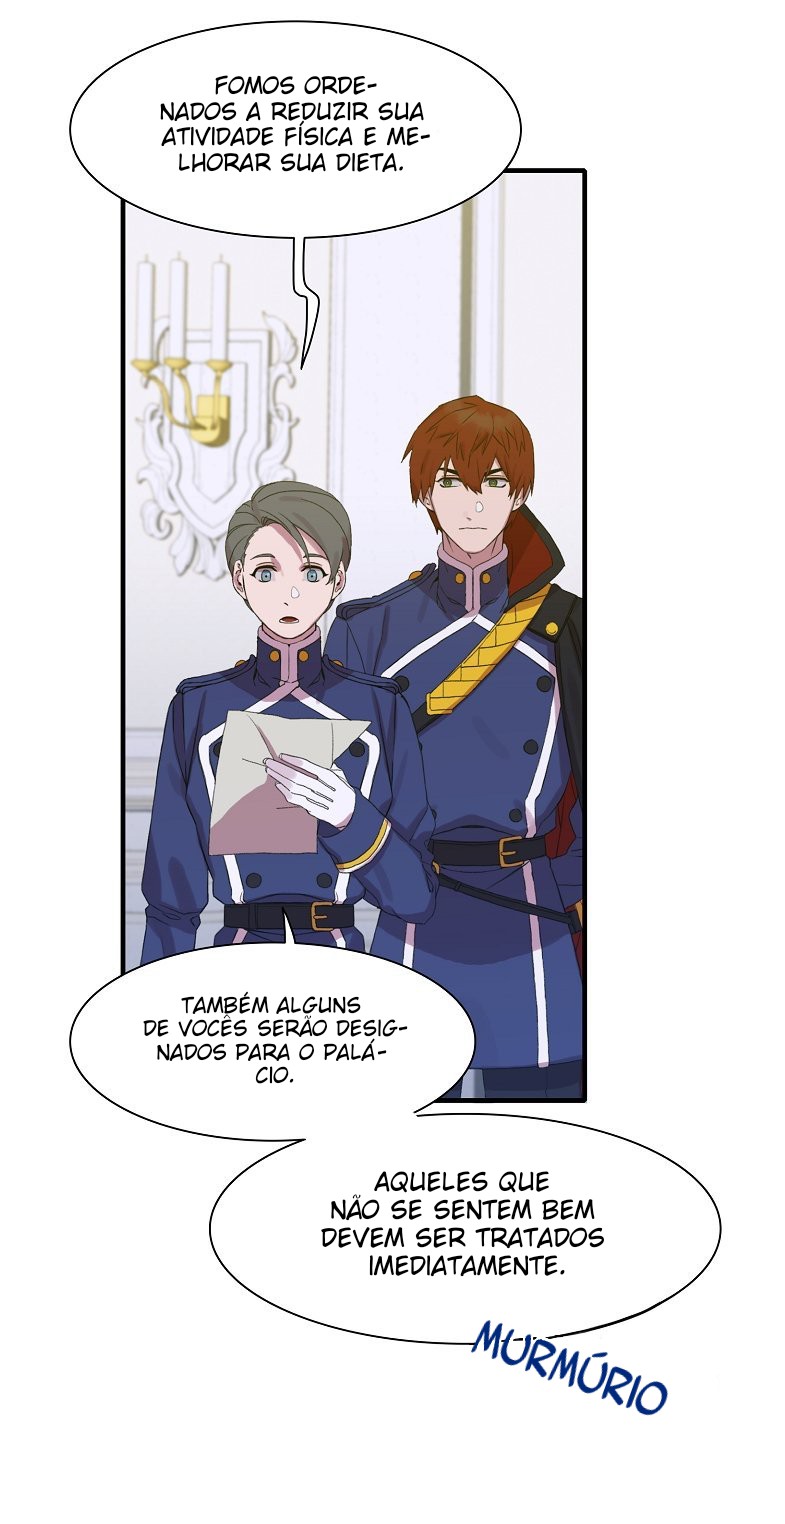 FOMOS ORDE-
NADOS A REDUZIR SUA
ATIVIDADE FÍSICA E ME-
LHORAR SUA DIETA.
TAMBÉM ALGUNS
DE VOCÊS SERÃO DESIG-
NADOS PARA O PALÁ-
CIO.
AQUELES QUE
NÃO SE SENTEM BEM
DEVEM SER TRATADOS
IMEDIATAMENTE.
MURMÚRIO